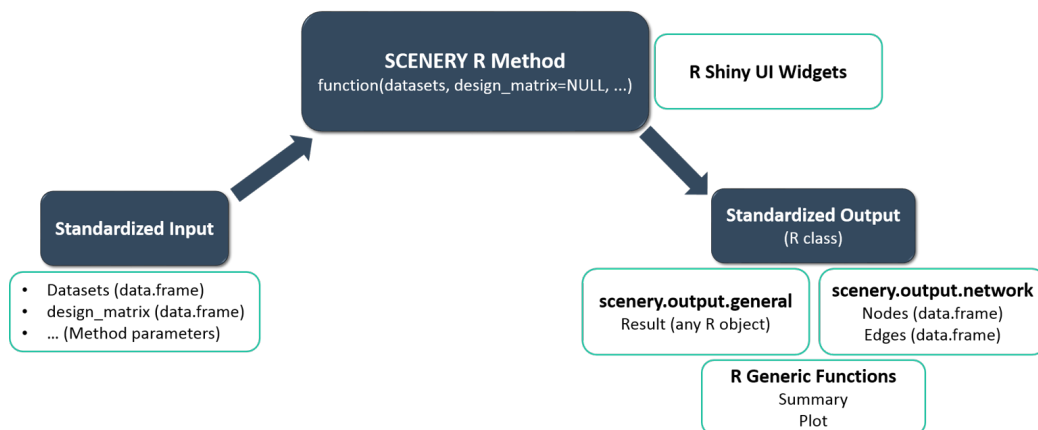 SCENERY R Method
function(datasets, design_matrix=NULL, ...)
R Shiny UI Widgets
Standardized Input
• Datasets (data.frame)
• design_matrix (data.frame)
• ... (Method parameters)
Standardized Output
(R class)
scenery.output.general
Result (any R object)
scenery.output.network
Nodes (data.frame)
Edges (data.frame)
R Generic Functions
Summary
Plot